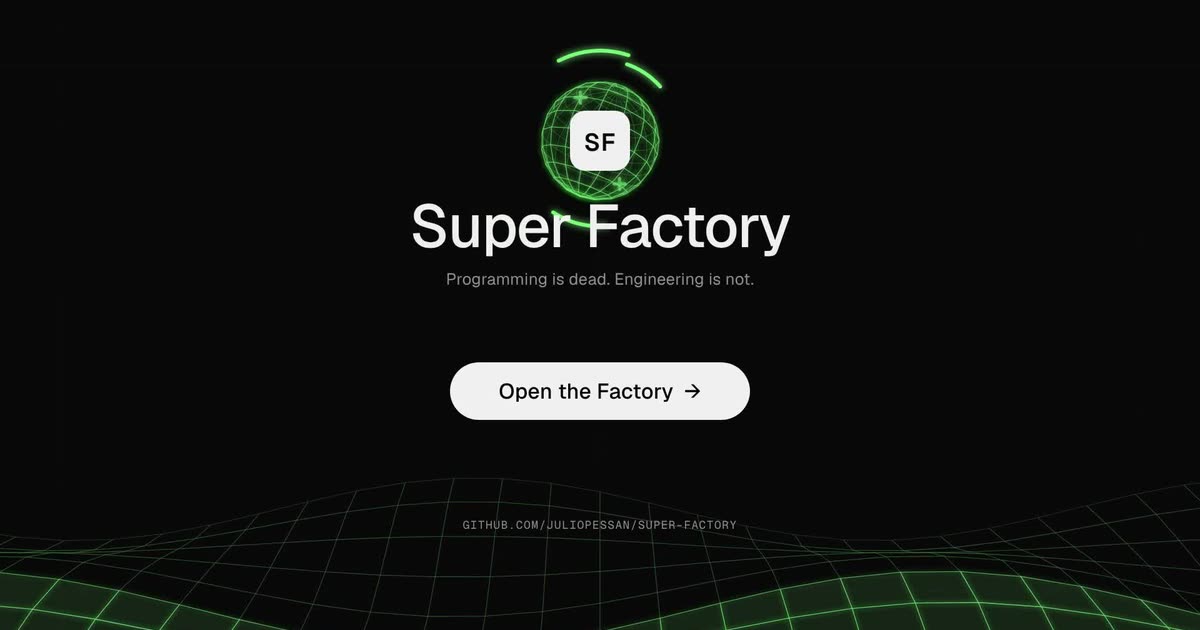 SF
Super Factory
Programming is dead. Engineering is not.
Open the Factory →
GITHUB.COM/JULIOPESSAN/SUPER-FACTORY